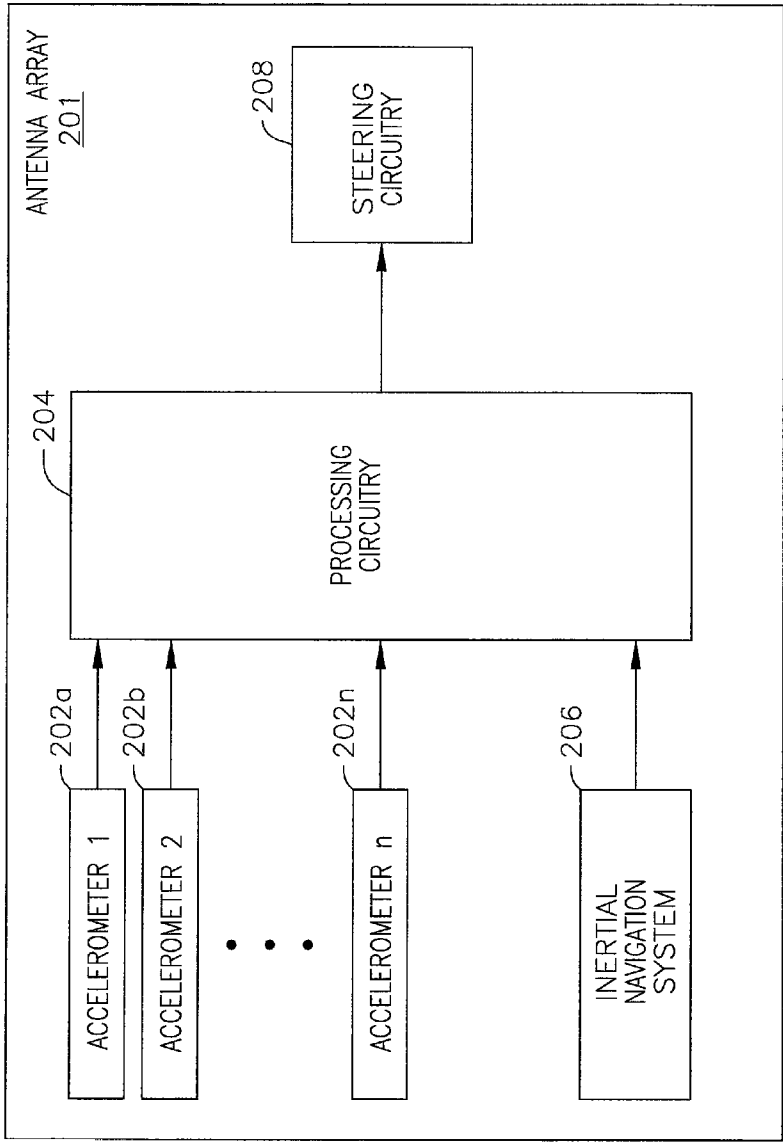 ANTENNA ARRAY
201
202a
ACCELEROMETER 1
202b
ACCELEROMETER 2
202n
ACCELEROMETER n
206
INERTIAL
NAVIGATION
SYSTEM
204
PROCESSING
CIRCUITRY
208
STEERING
CIRCUITRY